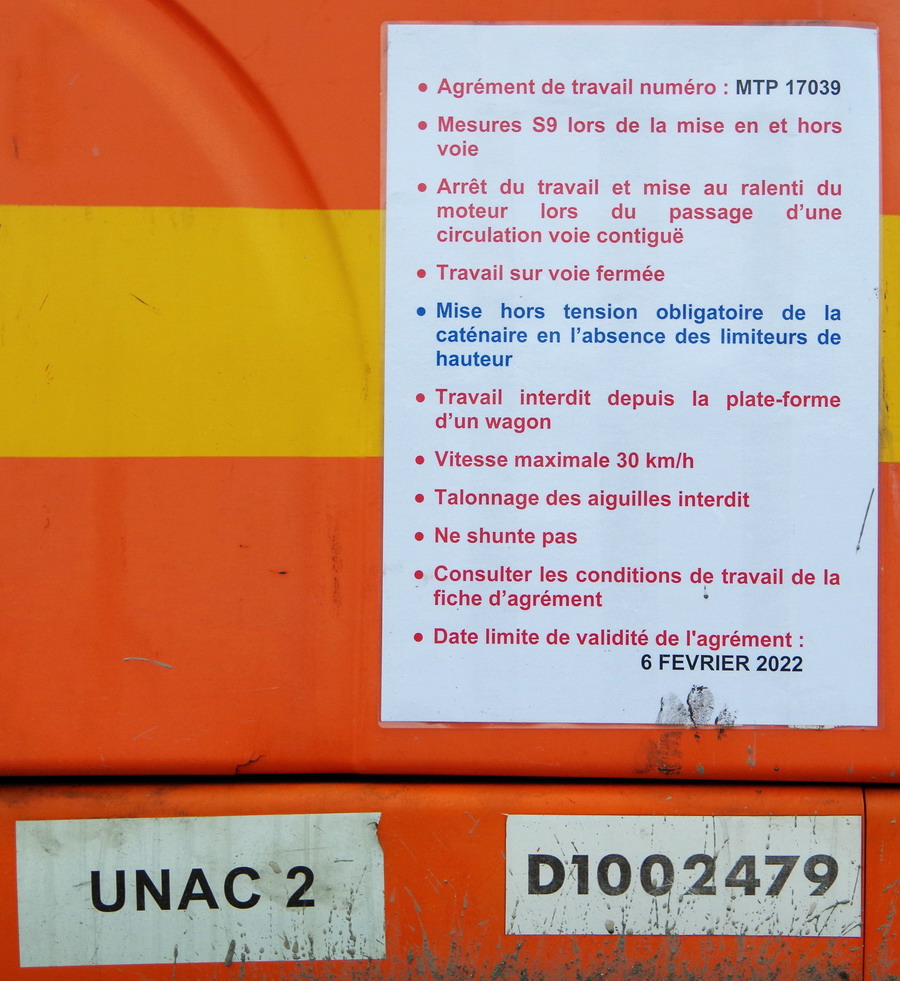 • Agrément de travail numéro : MTP 17039
• Mesures S9 lors de la mise en et hors
voie
• Arrêt du travail et mise au ralenti du
moteur lors du passage d'une
circulation voie contiguë
• Travail sur voie fermée
• Mise hors tension obligatoire de la
caténaire en l'absence des limiteurs de
hauteur
• Travail interdit depuis la plate-forme
d'un wagon
• Vitesse maximale 30 km/h
• Talonnage des aiguilles interdit
• Ne shunte pas
• Consulter les conditions de travail de la
fiche d'agrément
• Date limite de validité de l'agrément :
6 FEVRIER 2022
UNAC 2
D1002479